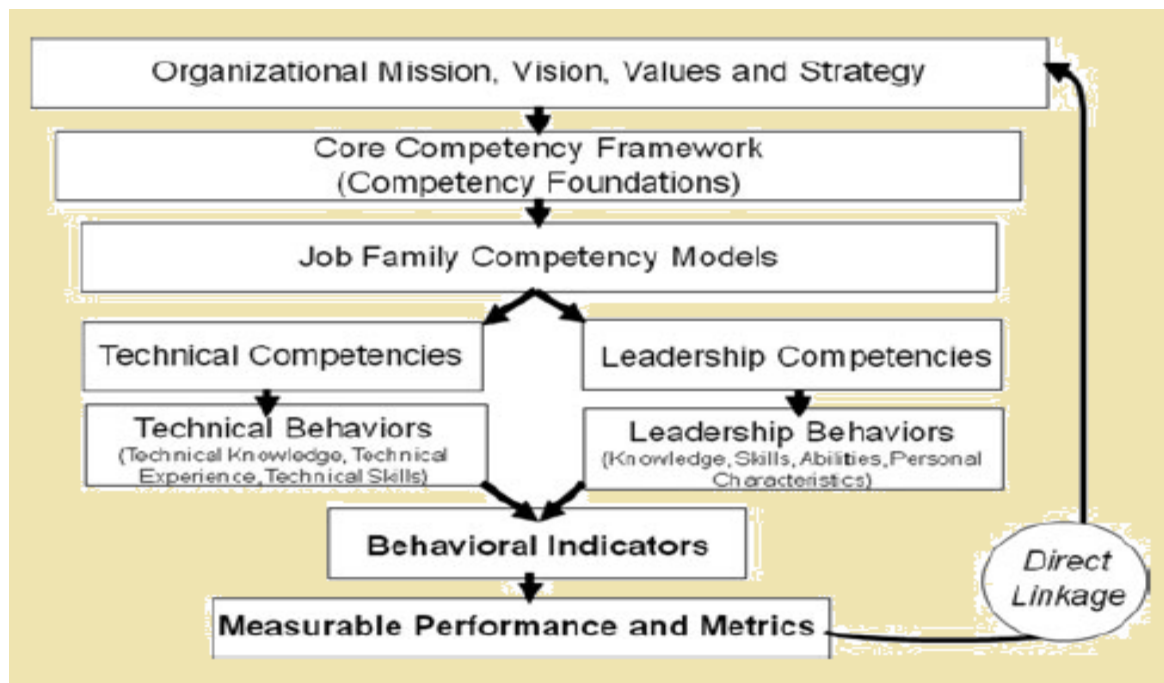 Organizational Mission, Vision, Values and Strategy
Core Competency Framework
(Competency Foundations)
Job Family Competency Models
Technical Competencies
Leadership Competencies
Technical Behaviors
(Technical Knowledge, Technical
Experience, Technical Skills)
Leadership Behaviors
(Knowledge, Skills, Abilities, Personal
Characteristics)
Behavioral Indicators
Direct
Linkage
Measurable Performance and Metrics